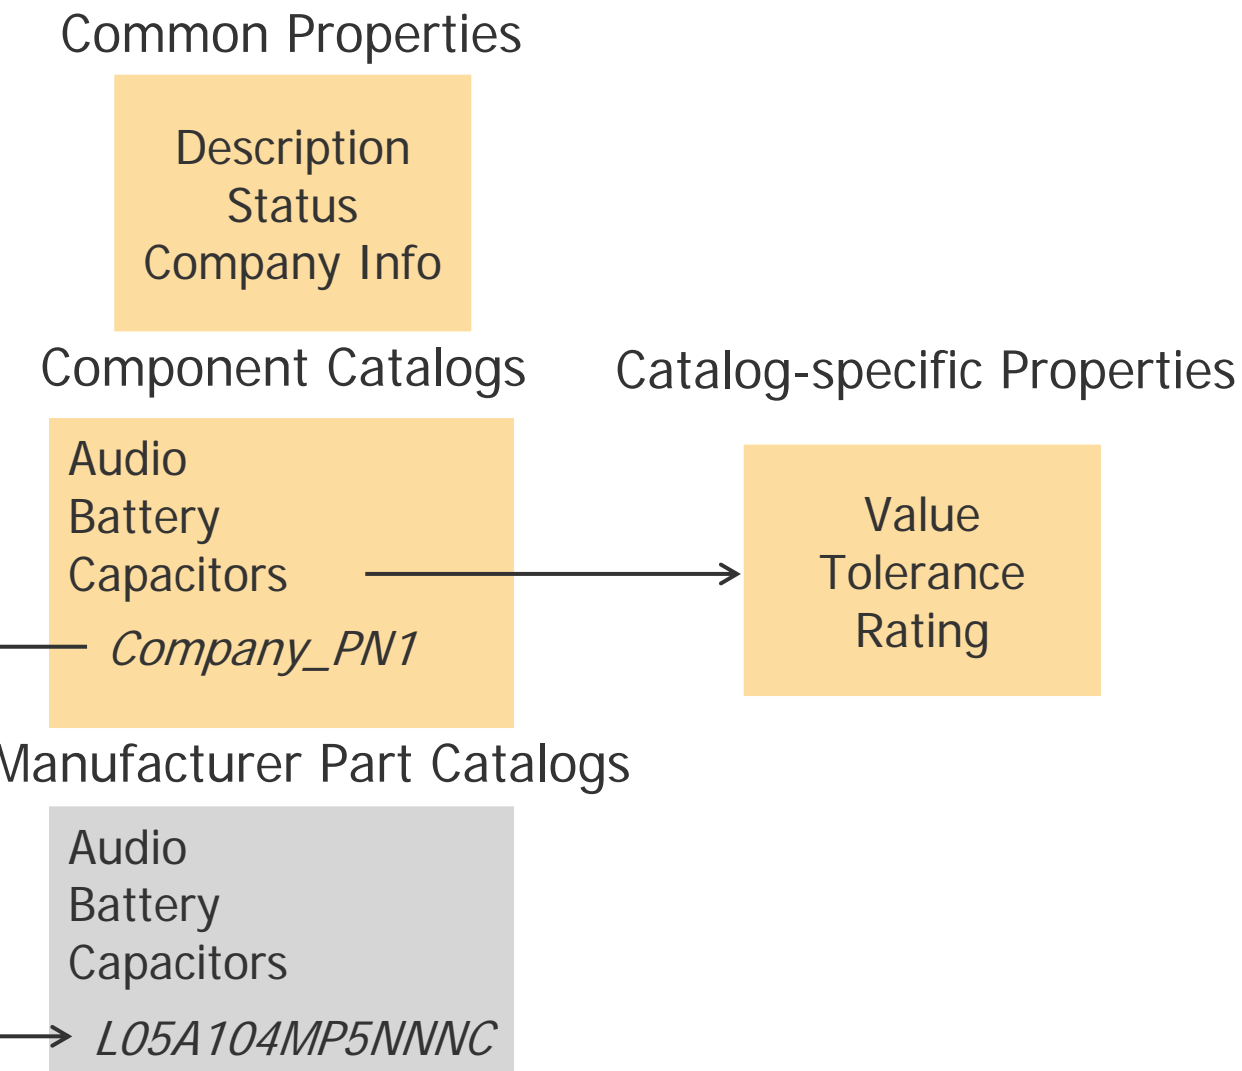 Common Properties
Description
Status
Company Info
Component Catalogs
Audio
Battery
Capacitors
Company_PN1
Catalog-specific Properties
Value
Tolerance
Rating
Manufacturer Part Catalogs
Audio
Battery
Capacitors
L05A104MP5NNNC